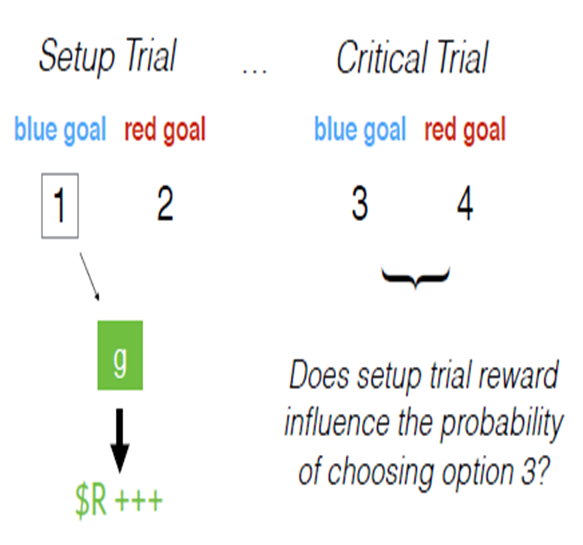 Setup Trial ... Critical Trial
blue goal red goal blue goal red goal
1 2 3 4
g
Does setup trial reward
influence the probability
of choosing option 3?
$R +++